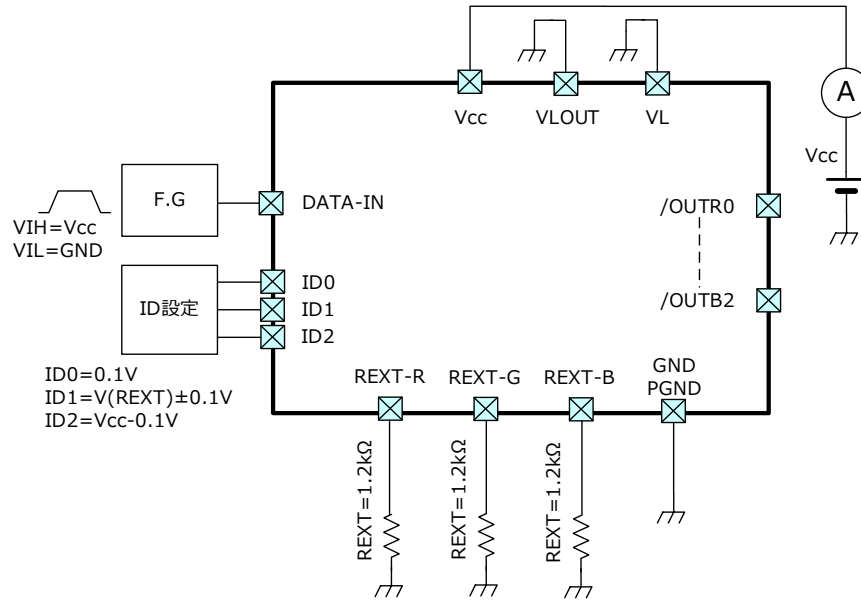 A
Vcc
VLOUT
VL
Vcc
F.G
DATA-IN
/OUTR0
VIH=Vcc
VIL=GND
ID0
ID設定
ID1
/OUTB2
ID2
ID0=0.1V
ID1=V(REXT)±0.1V
ID2=Vcc-0.1V
REXT-R
REXT-G
REXT-B
GND
PGND
REXT=1.2kΩ
REXT=1.2kΩ
REXT=1.2kΩ